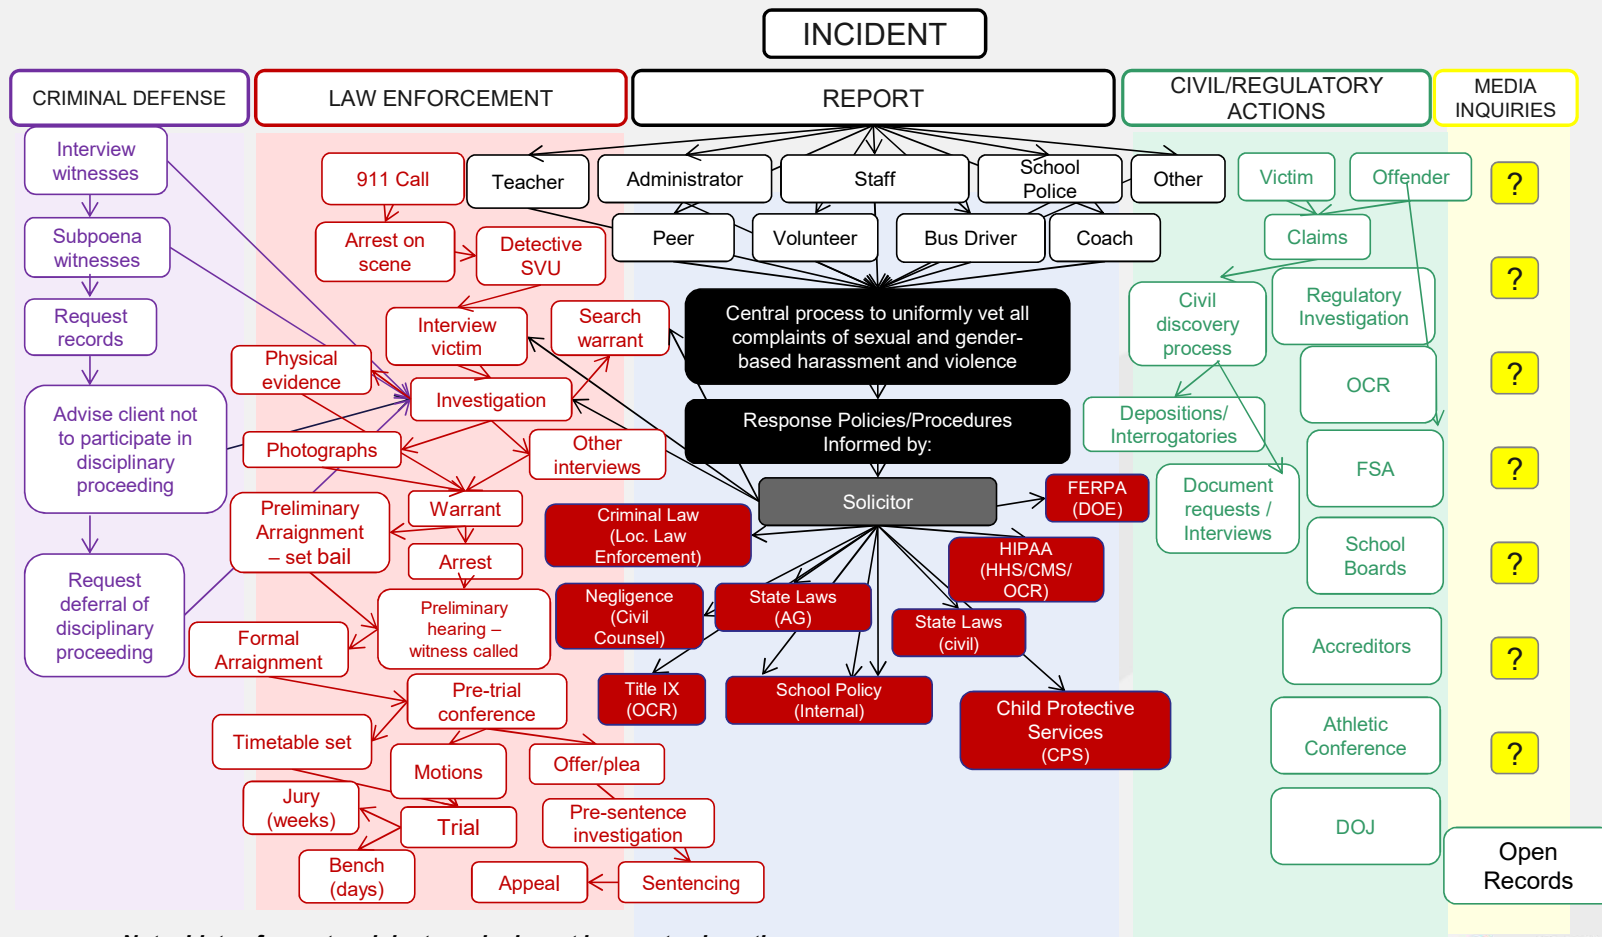 INCIDENT
CRIMINAL DEFENSE
LAW ENFORCEMENT
REPORT
CIVIL/REGULATORY
ACTIONS
MEDIA
INQUIRIES
Interview
witnesses
Subpoena
witnesses
Request
records
Advise client not
to participate in
disciplinary
proceeding
Request
deferral of
disciplinary
proceeding
911 Call
Arrest on
scene
Detective
SVU
Interview
victim
Search
warrant
Physical
evidence
Investigation
Photographs
Other
interviews
Warrant
Preliminary
Arraignment
– set bail
Arrest
Preliminary
hearing –
witness called
Formal
Arraignment
Pre-trial
conference
Timetable set
Motions
Offer/plea
Jury
(weeks)
Trial
Pre-sentence
investigation
Bench
(days)
Appeal
Sentencing
Teacher
Administrator
Staff
School
Police
Other
Peer
Volunteer
Bus Driver
Coach
Central process to uniformly vet all
complaints of sexual and gender-
based harassment and violence
Response Policies/Procedures
Informed by:
Solicitor
FERPA
(DOE)
Criminal Law
(Loc. Law
Enforcement)
HIPAA
(HHS/CMS/
OCR)
Negligence
(Civil
Counsel)
State Laws
(AG)
State Laws
(civil)
Title IX
(OCR)
School Policy
(Internal)
Child Protective
Services
(CPS)
Victim
Offender
Claims
Civil
discovery
process
Regulatory
Investigation
OCR
Depositions/
Interrogatories
FSA
Document
requests /
Interviews
School
Boards
Accreditors
Athletic
Conference
DOJ
?
?
?
?
?
?
?
Open
Records